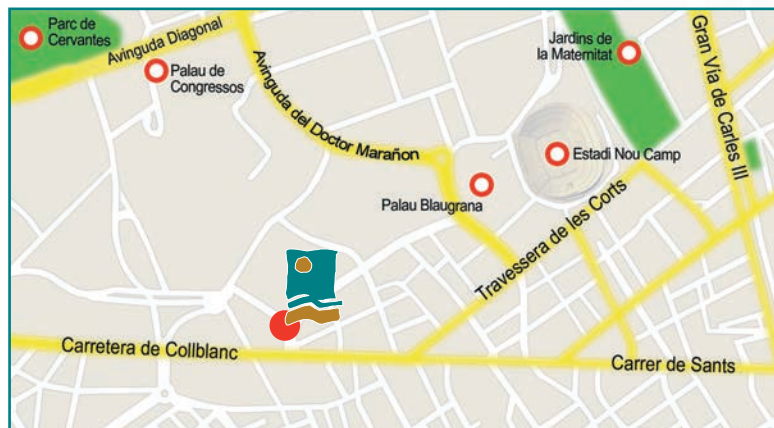 Parc de
Cervantes
Avinguda Diagonal
Palau de
Congressos
Avinguda del Doctor Marañon
Jardins de
la Maternitat
Gran Vía de Carles III
Estadi Nou Camp
Palau Blaugrana
Travessera de les Corts
Carretera de Collblanc
Carrer de Sants